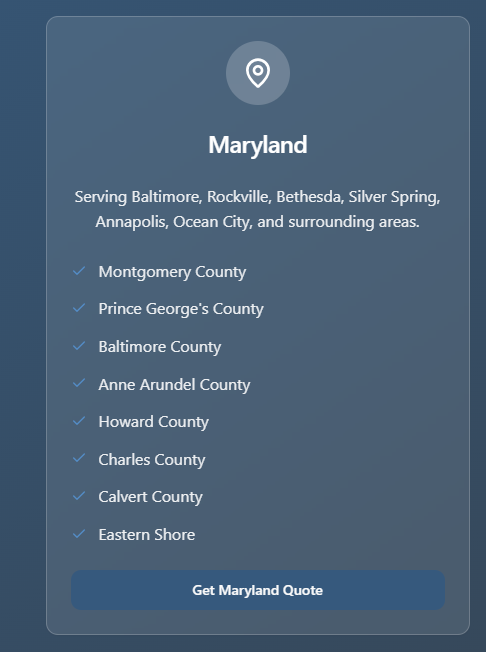 Maryland
Serving Baltimore, Rockville, Bethesda, Silver Spring,
Annapolis, Ocean City, and surrounding areas.
Montgomery County
Prince George's County
Baltimore County
Anne Arundel County
Howard County
Charles County
Calvert County
Eastern Shore
Get Maryland Quote